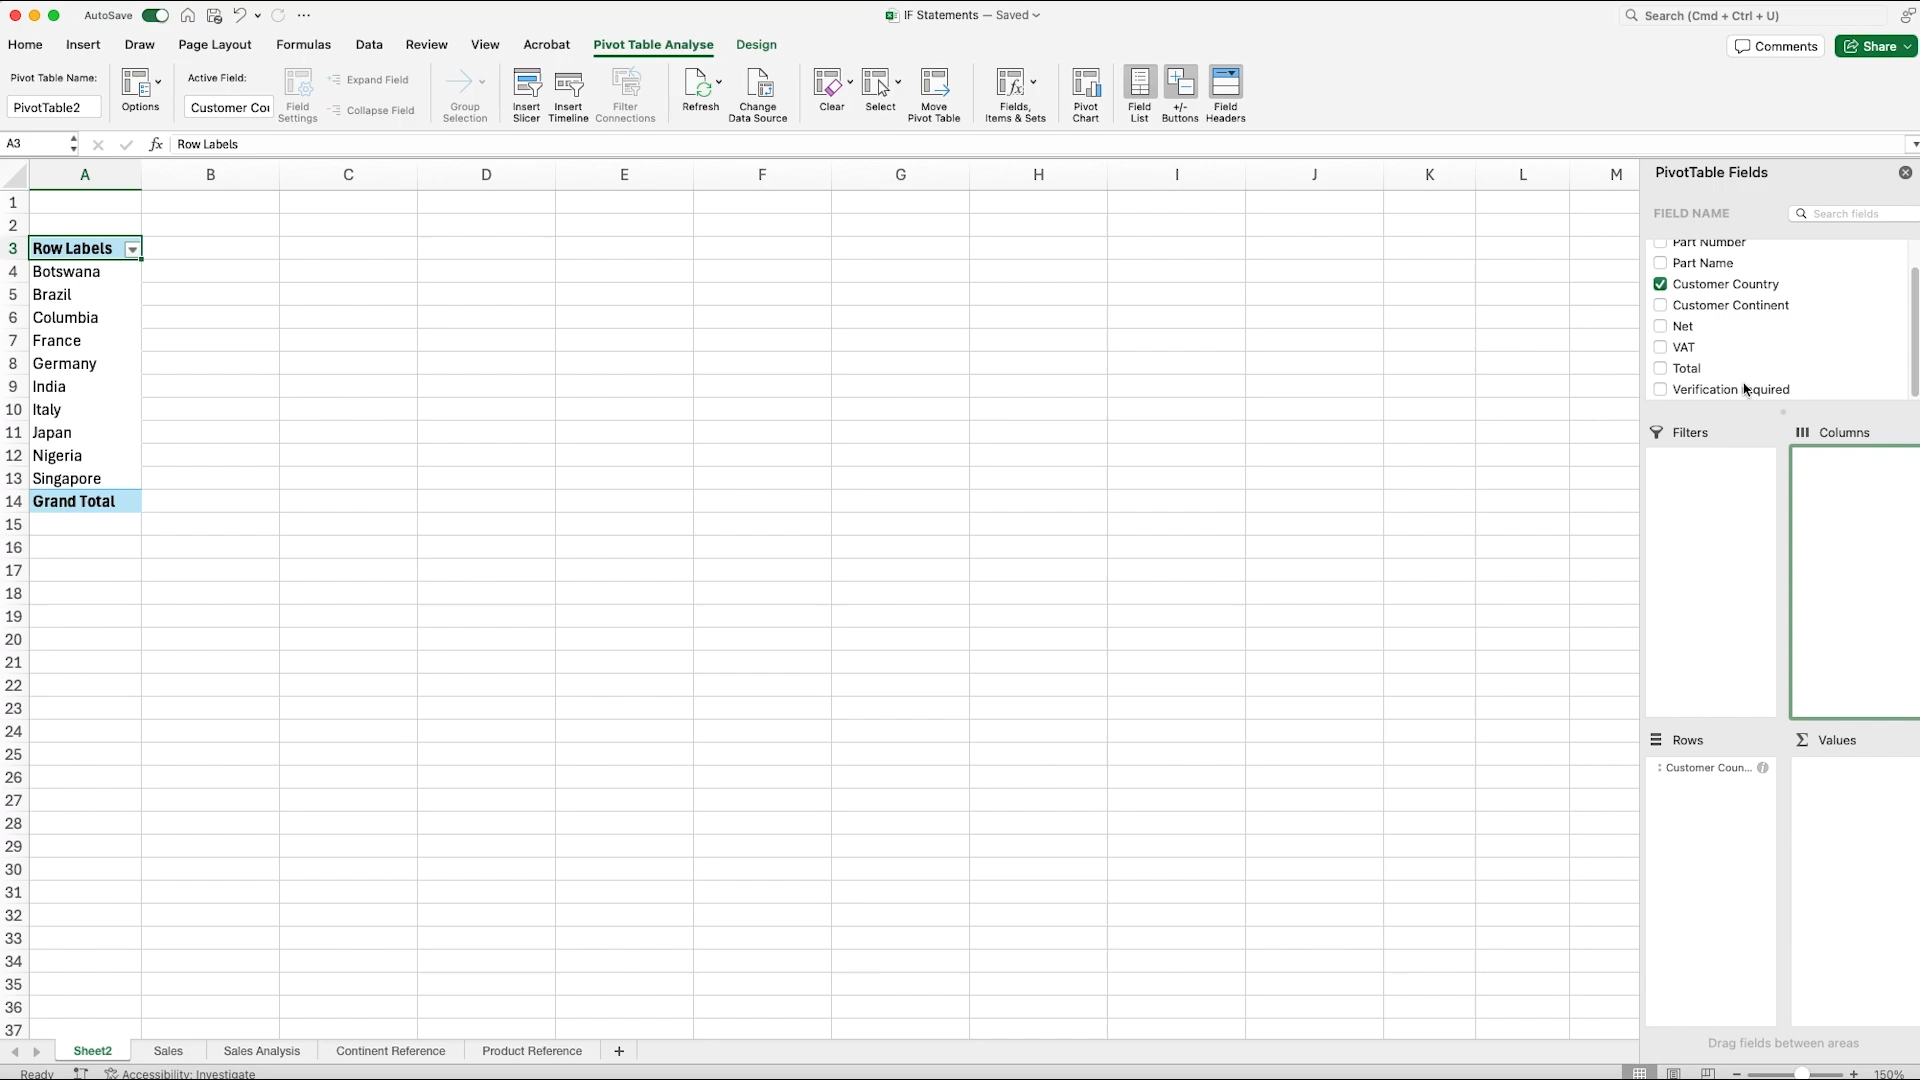 AutoSave
IF Statements — Saved
Search (Cmd + Ctrl + U)
Home Insert Draw Page Layout Formulas Data Review View Acrobat Pivot Table Analyse Design
Comments Share
Pivot Table Name: Active Field:
PivotTable2 Options Customer Cou Field Settings Expand Field Collapse Field Group Selection Insert Slicer Insert Timeline Filter Connections Refresh Change Data Source Clear Select Move Pivot Table Fields, Items & Sets Pivot Chart Field List +/- Buttons Field Headers
A3 fx Row Labels
A B C D E F G H I J K L M
1
2
3 Row Labels
4 Botswana
5 Brazil
6 Columbia
7 France
8 Germany
9 India
10 Italy
11 Japan
12 Nigeria
13 Singapore
14 Grand Total
15
16
17
18
19
20
21
22
23
24
25
26
27
28
29
30
31
32
33
34
35
36
37
PivotTable Fields
FIELD NAME Search fields
Part Number
Part Name
Customer Country
Customer Continent
Net
VAT
Total
Verification
Filters Columns
Rows Values
Customer Coun...
Drag fields between areas
Sheet2 Sales Sales Analysis Continent Reference Product Reference +
Ready Accessibility: Investigate 150%